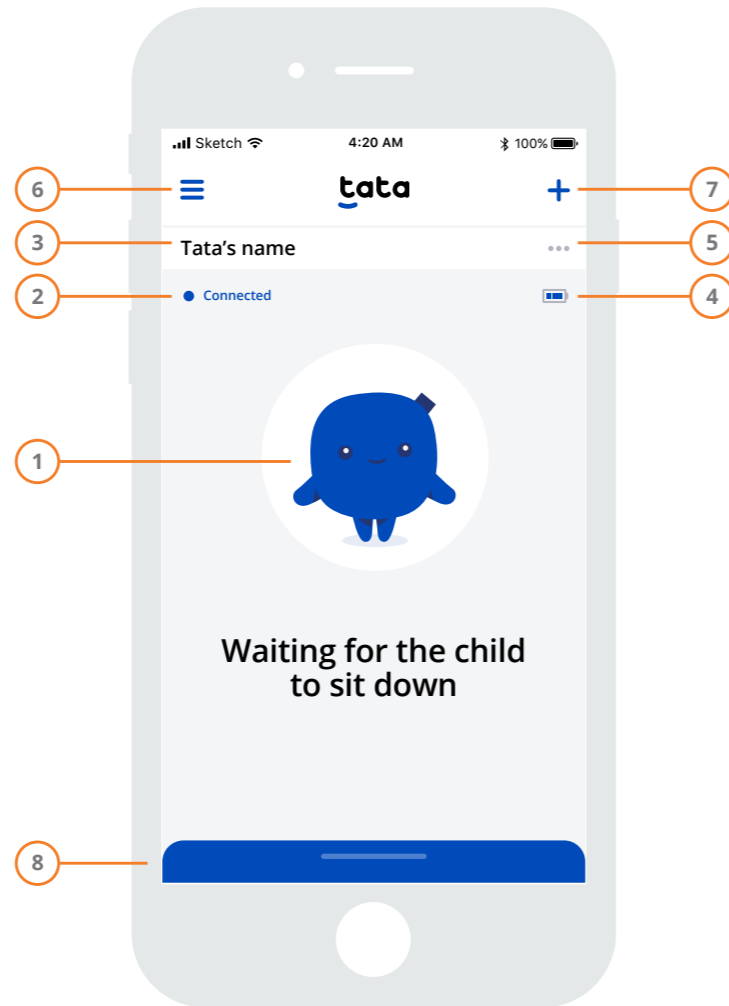 Sketch 4:20 AM 100%
6 tata 7
3 Tata’s name 5
2 Connected 4
1
Waiting for the child
to sit down
8